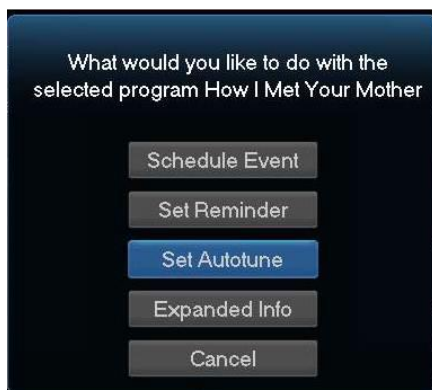 What would you like to do with the
selected program How I Met Your Mother
Schedule Event
Set Reminder
Set Autotune
Expanded Info
Cancel